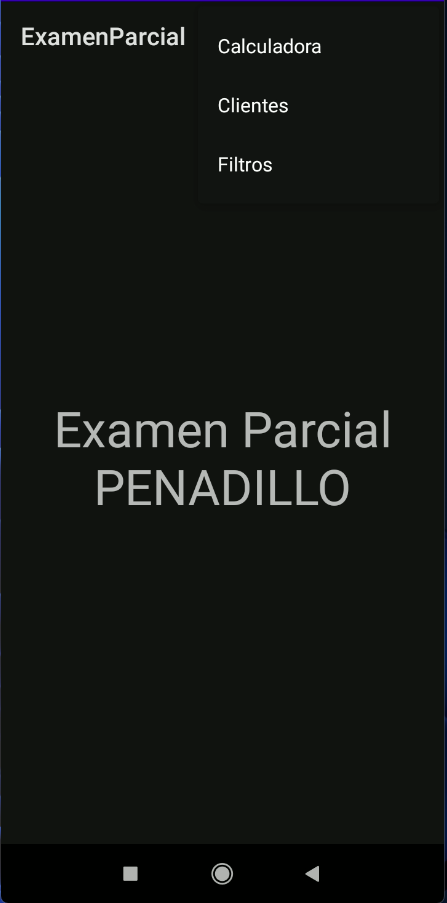 ExamenParcial
Calculadora
Clientes
Filtros
Examen Parcial
PENADILLO